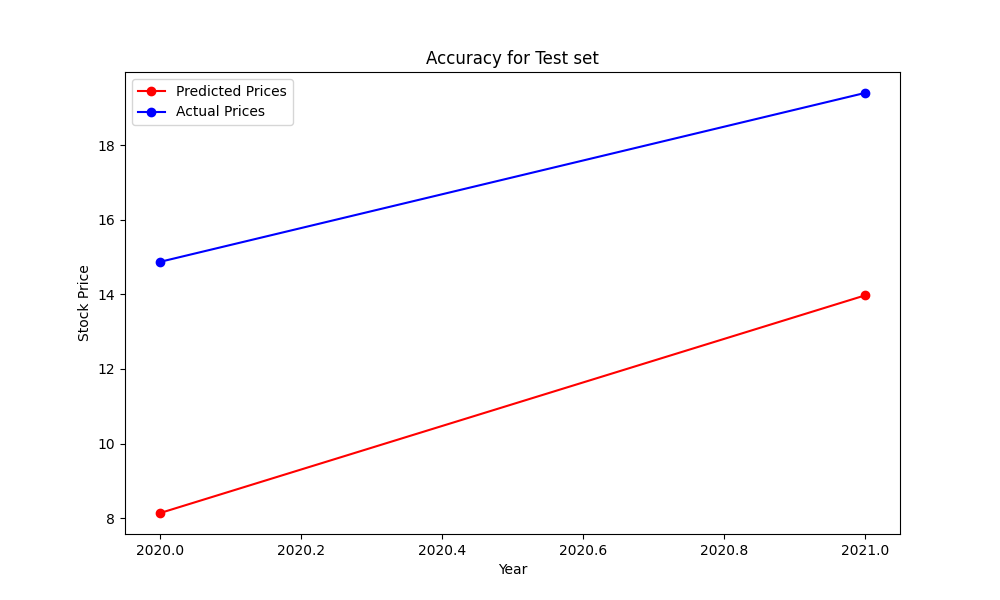 Accuracy for Test set
Predicted Prices
Actual Prices
18
16
14
12
10
8
Stock Price
2020.0 2020.2 2020.4 2020.6 2020.8 2021.0
Year